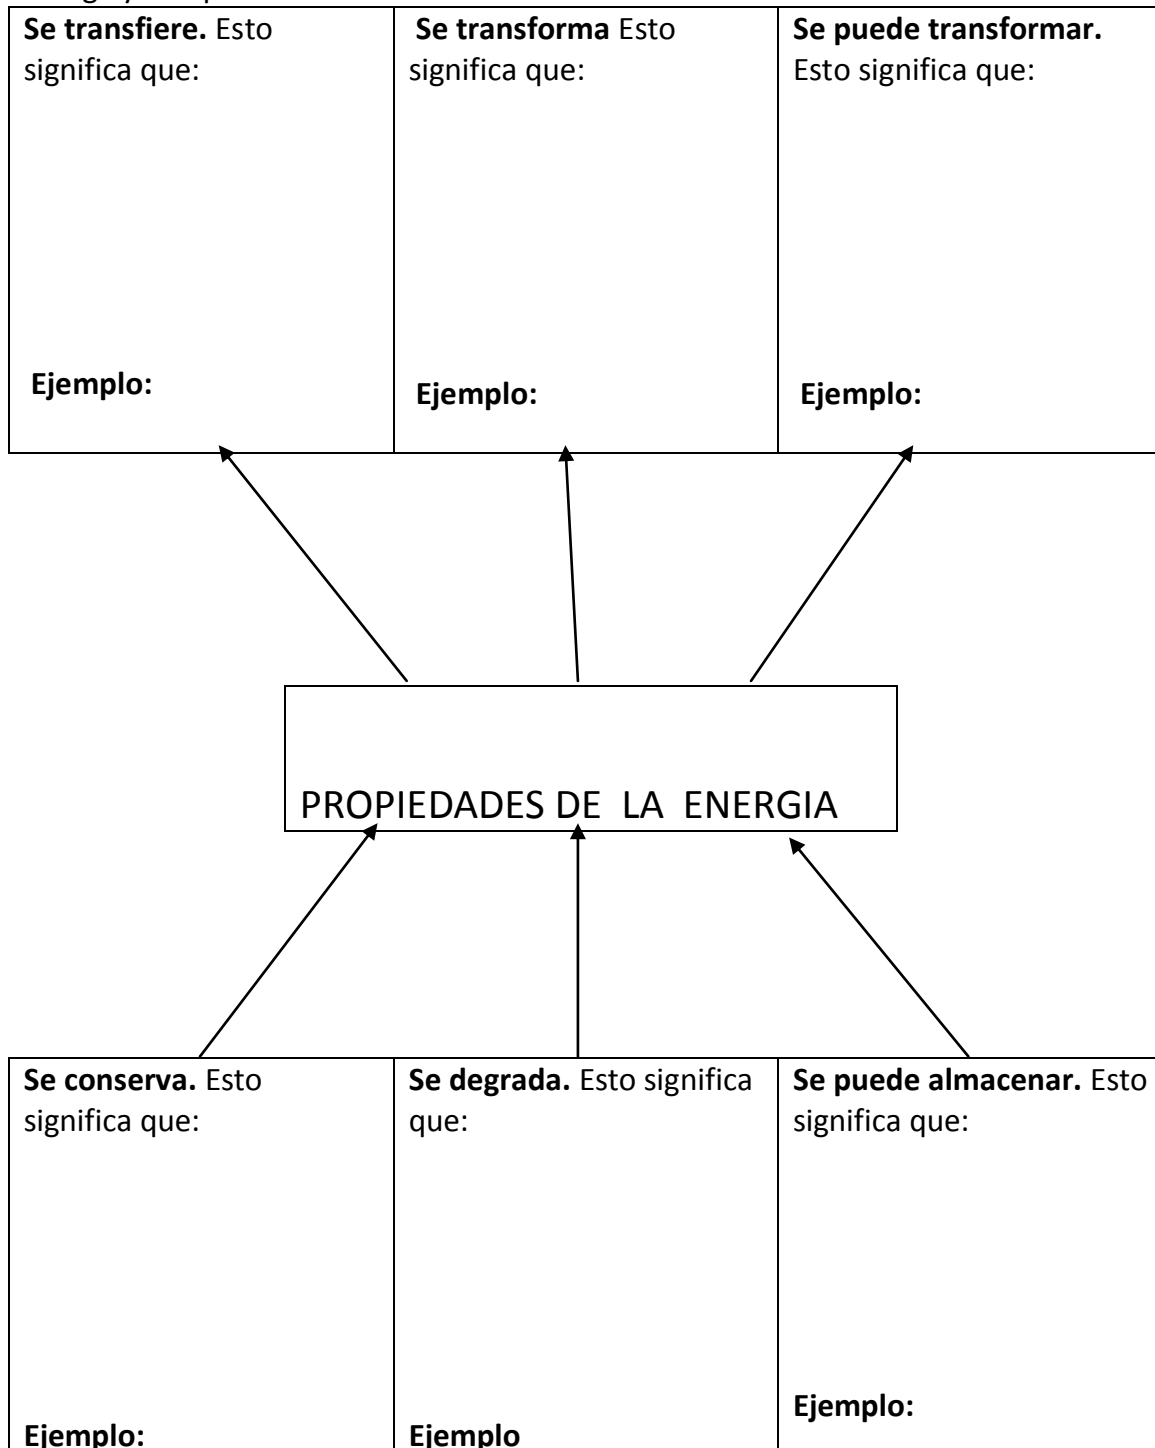 Se transfiere. Esto
significa que:
Ejemplo:
Se transforma Esto
significa que:
Ejemplo:
Se puede transformar.
Esto significa que:
Ejemplo:
PROPIEDADES DE LA ENERGIA
Se conserva. Esto
significa que:
Ejemplo:
Se degrada. Esto significa
que:
Ejemplo
Se puede almacenar. Esto
significa que:
Ejemplo: